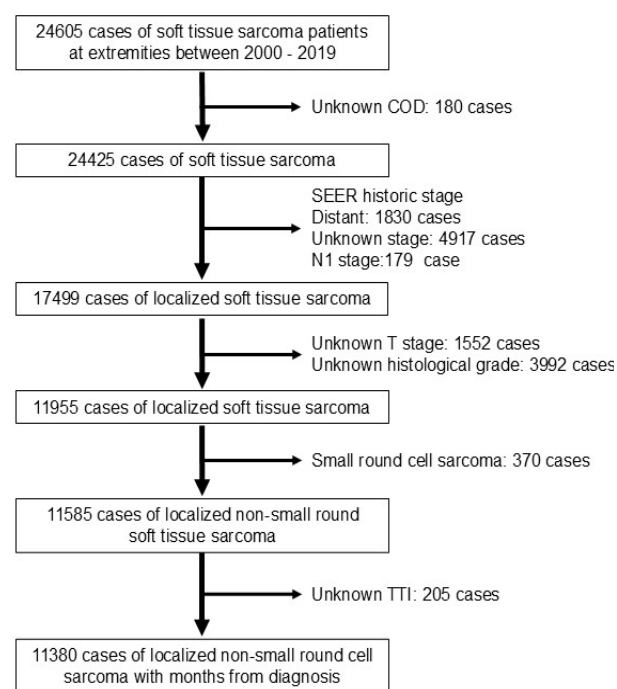 24605 cases of soft tissue sarcoma patients
at extremities between 2000 - 2019
Unknown COD: 180 cases
24425 cases of soft tissue sarcoma
SEER historic stage
Distant: 1830 cases
Unknown stage: 4917 cases
N1 stage:179 case
17499 cases of localized soft tissue sarcoma
Unknown T stage: 1552 cases
Unknown histological grade: 3992 cases
11955 cases of localized soft tissue sarcoma
Small round cell sarcoma: 370 cases
11585 cases of localized non-small round
soft tissue sarcoma
Unknown TTI: 205 cases
11380 cases of localized non-small round cell
sarcoma with months from diagnosis